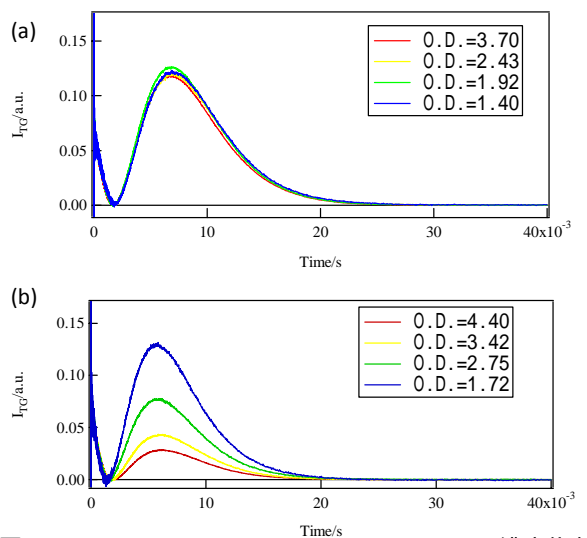 (a)
I_TG/a.u.
0.15
0.10
0.05
0.00
O.D.=3.70
O.D.=2.43
O.D.=1.92
O.D.=1.40
0 10 20 30 40x10^-3
Time/s
(b)
I_TG/a.u.
0.15
0.10
0.05
0.00
O.D.=4.40
O.D.=3.42
O.D.=2.75
O.D.=1.72
0 10 20 30 40x10^-3
Time/s